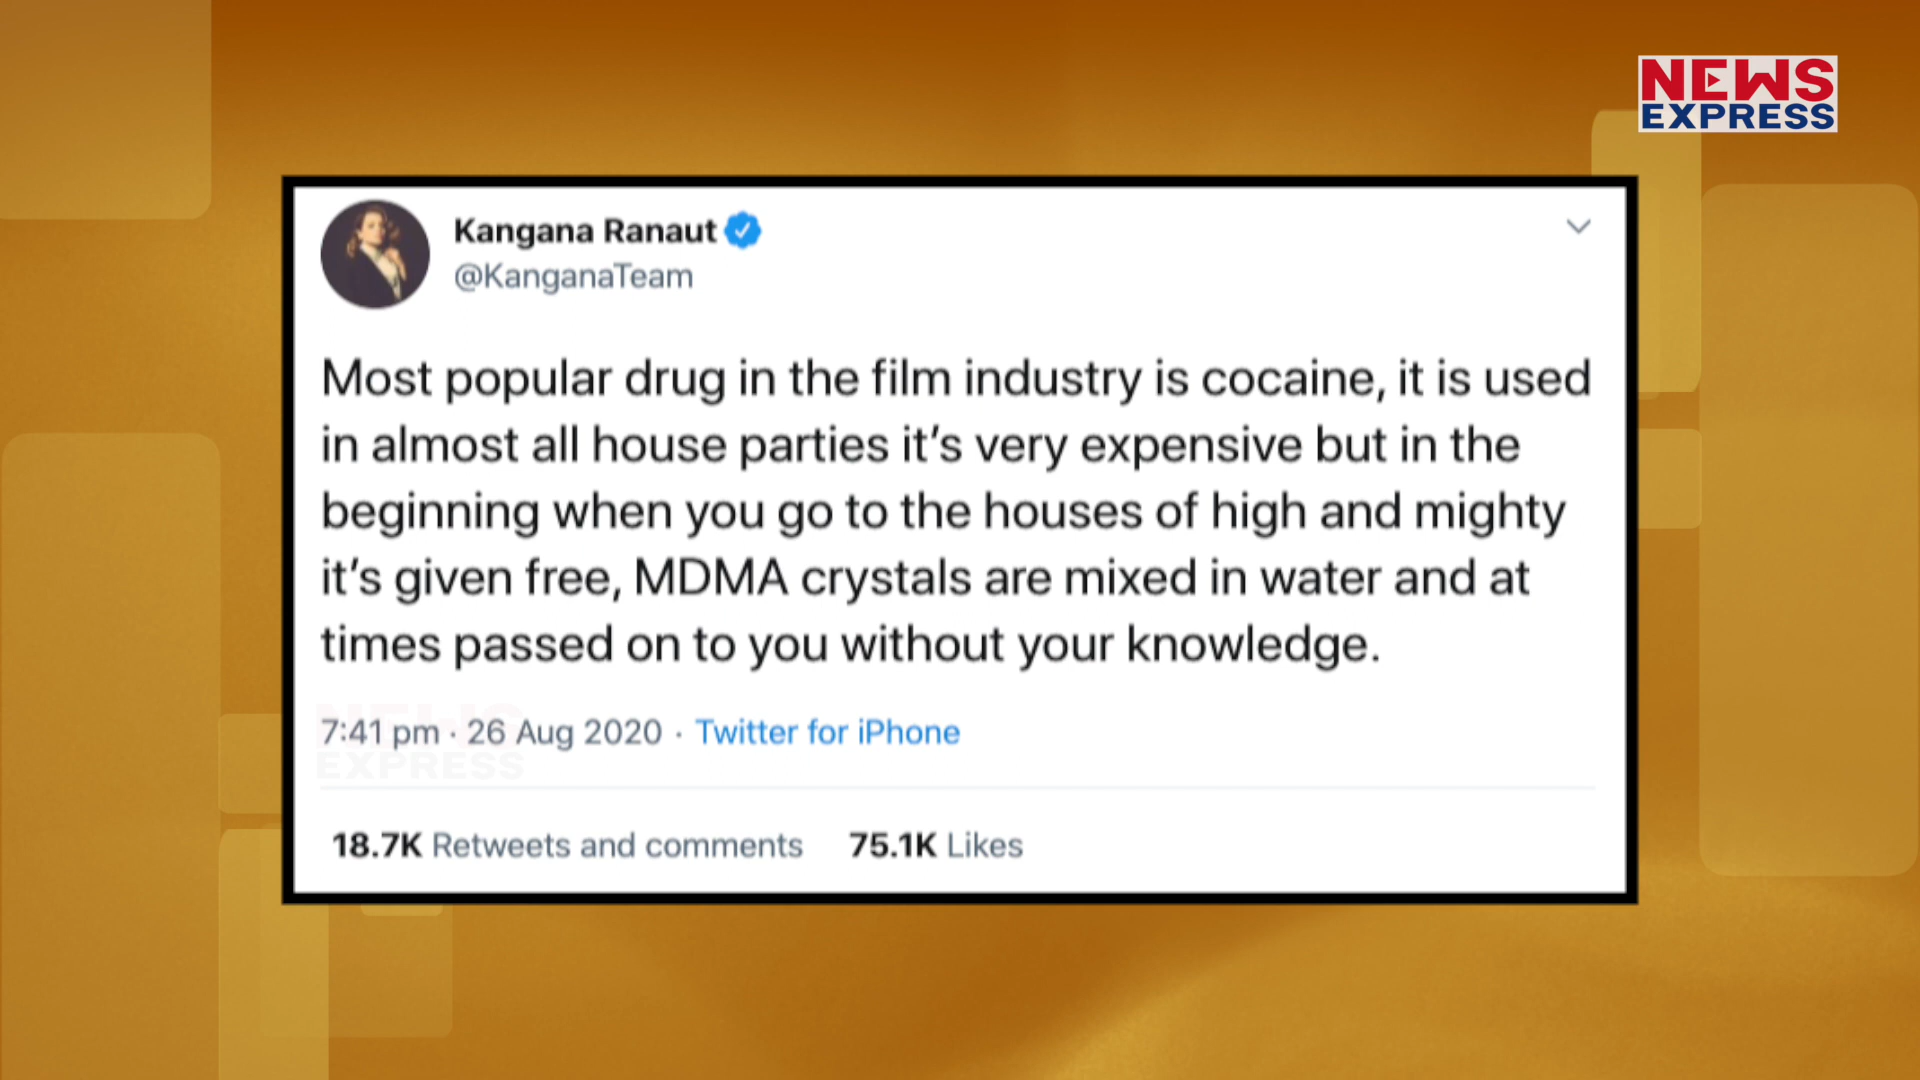 NEWS
EXPRESS
Kangana Ranaut
@KanganaTeam
Most popular drug in the film industry is cocaine, it is used
in almost all house parties it’s very expensive but in the
beginning when you go to the houses of high and mighty
it’s given free, MDMA crystals are mixed in water and at
times passed on to you without your knowledge.
7:41 pm · 26 Aug 2020 · Twitter for iPhone
NEWS
EXPRESS
18.7K Retweets and comments 75.1K Likes